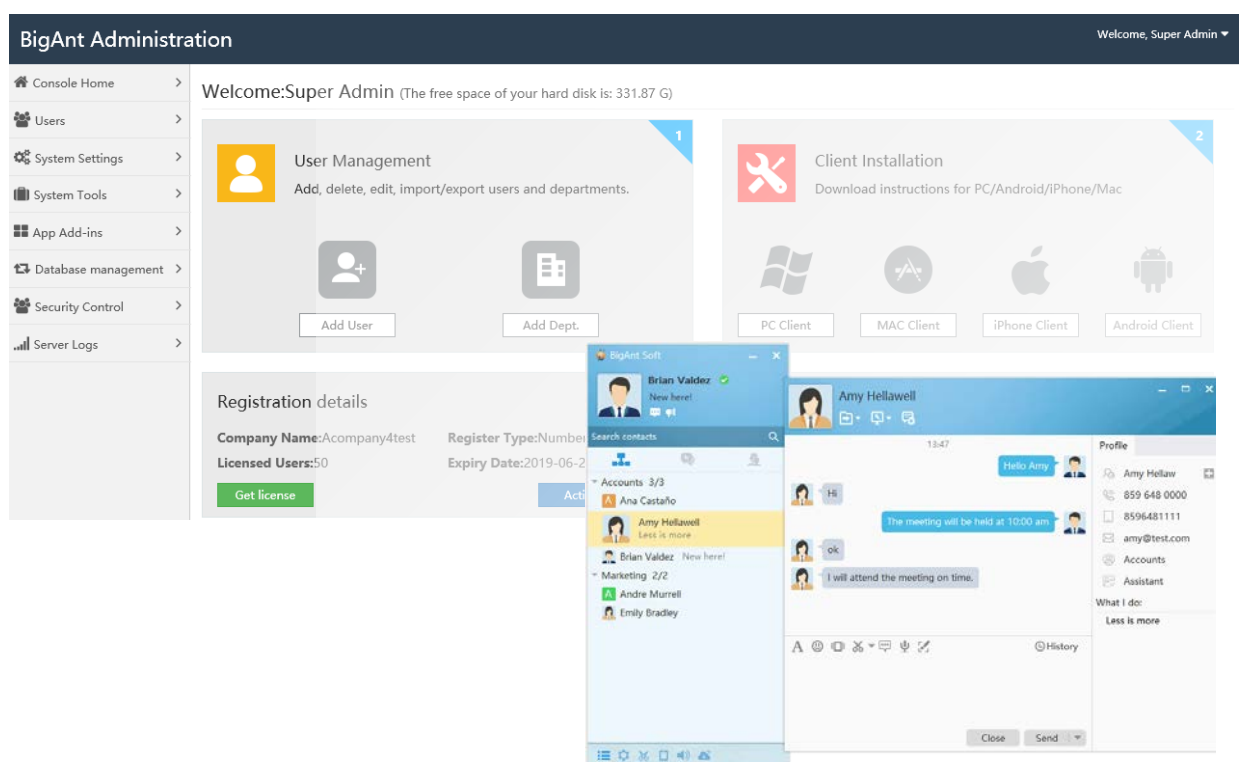 BigAnt Administration
Welcome, Super Admin
Console Home
Users
System Settings
System Tools
App Add-ins
Database management
Security Control
Server Logs
Welcome:Super Admin (The free space of your hard disk is: 331.87 G)
1
User Management
Add, delete, edit, import/export users and departments.
Add User
Add Dept.
2
Client Installation
Download instructions for PC/Android/iPhone/Mac
PC Client
MAC Client
iPhone Client
Android Client
Registration details
Company Name:Acompany4test
Register Type:Number
Licensed Users:50
Expiry Date:2019-06-2
Get license
Acti
BigAnt Soft
Brian Valdez
New here!
Search contacts
Accounts 3/3
A Ana Castaño
Amy Hellawell
Less is more
Brian Valdez New here!
Marketing 2/2
A Andre Murrell
Emily Bradley
Amy Hellawell
13:47
Hello Amy
Hi
The meeting will be held at 10:00 am
ok
I will attend the meeting on time.
A
History
Close
Send
Profile
Amy Hellaw
859 648 0000
8596481111
amy@test.com
Accounts
Assistant
What I do:
Less is more